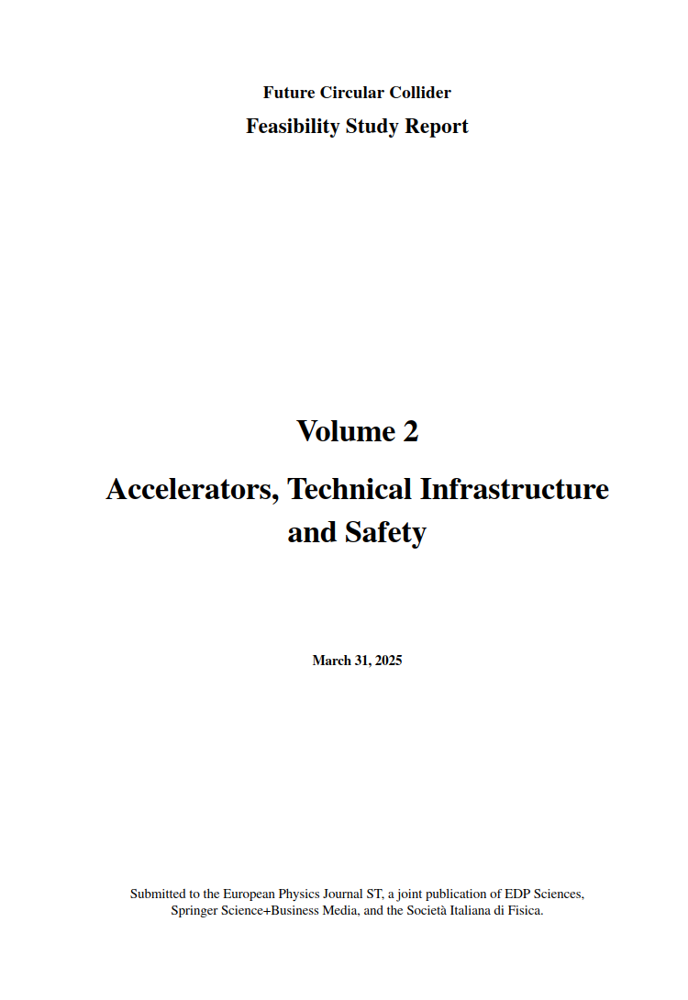 Future Circular Collider
Feasibility Study Report
Volume 2
Accelerators, Technical Infrastructure
and Safety
March 31, 2025
Submitted to the European Physics Journal ST, a joint publication of EDP Sciences,
Springer Science+Business Media, and the Società Italiana di Fisica.